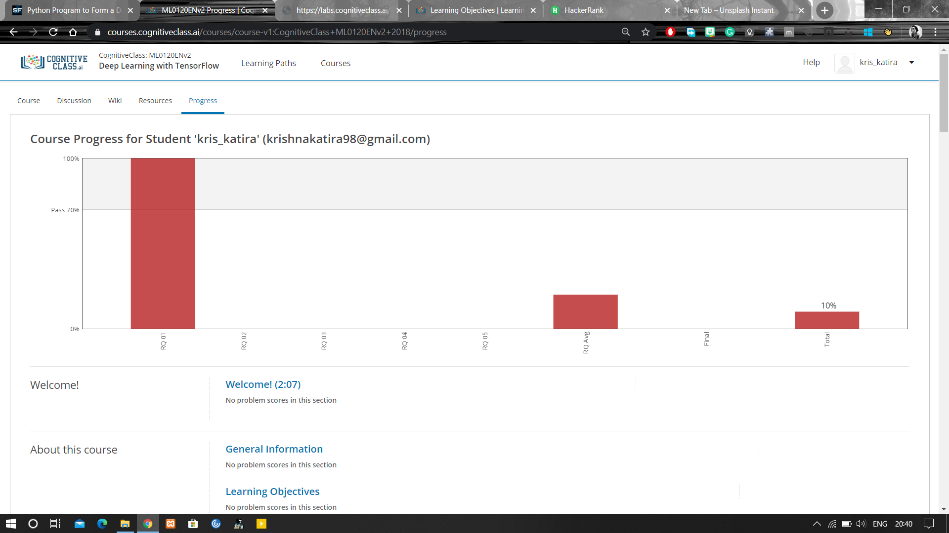 Python Program to Form a D
ML0120ENv2 Progress | Co
https://labs.cognitiveclass.ai
Learning Objectives | Learnin
HackerRank
New Tab – Unsplash Instant
courses.cognitiveclass.ai/courses/course-v1:CognitiveClass+ML0120ENv2+2018/progress
COGNITIVE CLASS.ai
CognitiveClass: ML0120ENv2
Deep Learning with TensorFlow
Learning Paths
Courses
Help
kris_katira
Course
Discussion
Wiki
Resources
Progress
Course Progress for Student 'kris_katira' (krishnakatira98@gmail.com)
100%
Pass 70%
0%
10%
RQ 01
RQ 02
RQ 03
RQ 04
RQ 05
RQ Avg
Final
Total
Welcome!
Welcome! (2:07)
No problem scores in this section
About this course
General Information
No problem scores in this section
Learning Objectives
No problem scores in this section
ENG
20:40